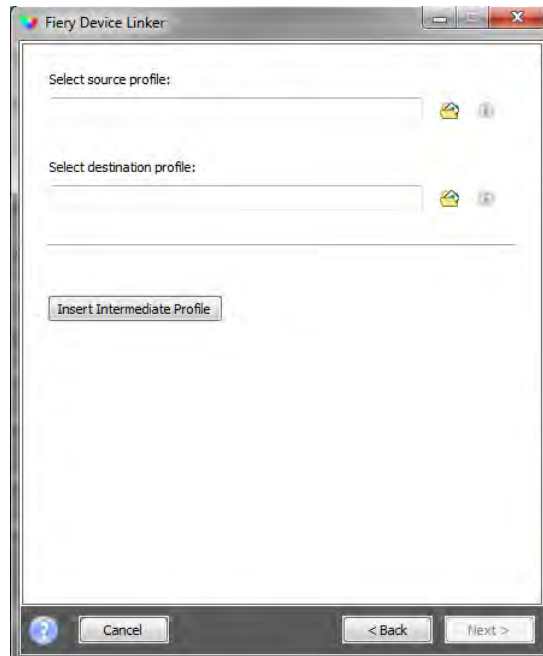 Fiery Device Linker
Select source profile:
Select destination profile:
Insert Intermediate Profile
Cancel
< Back
Next >